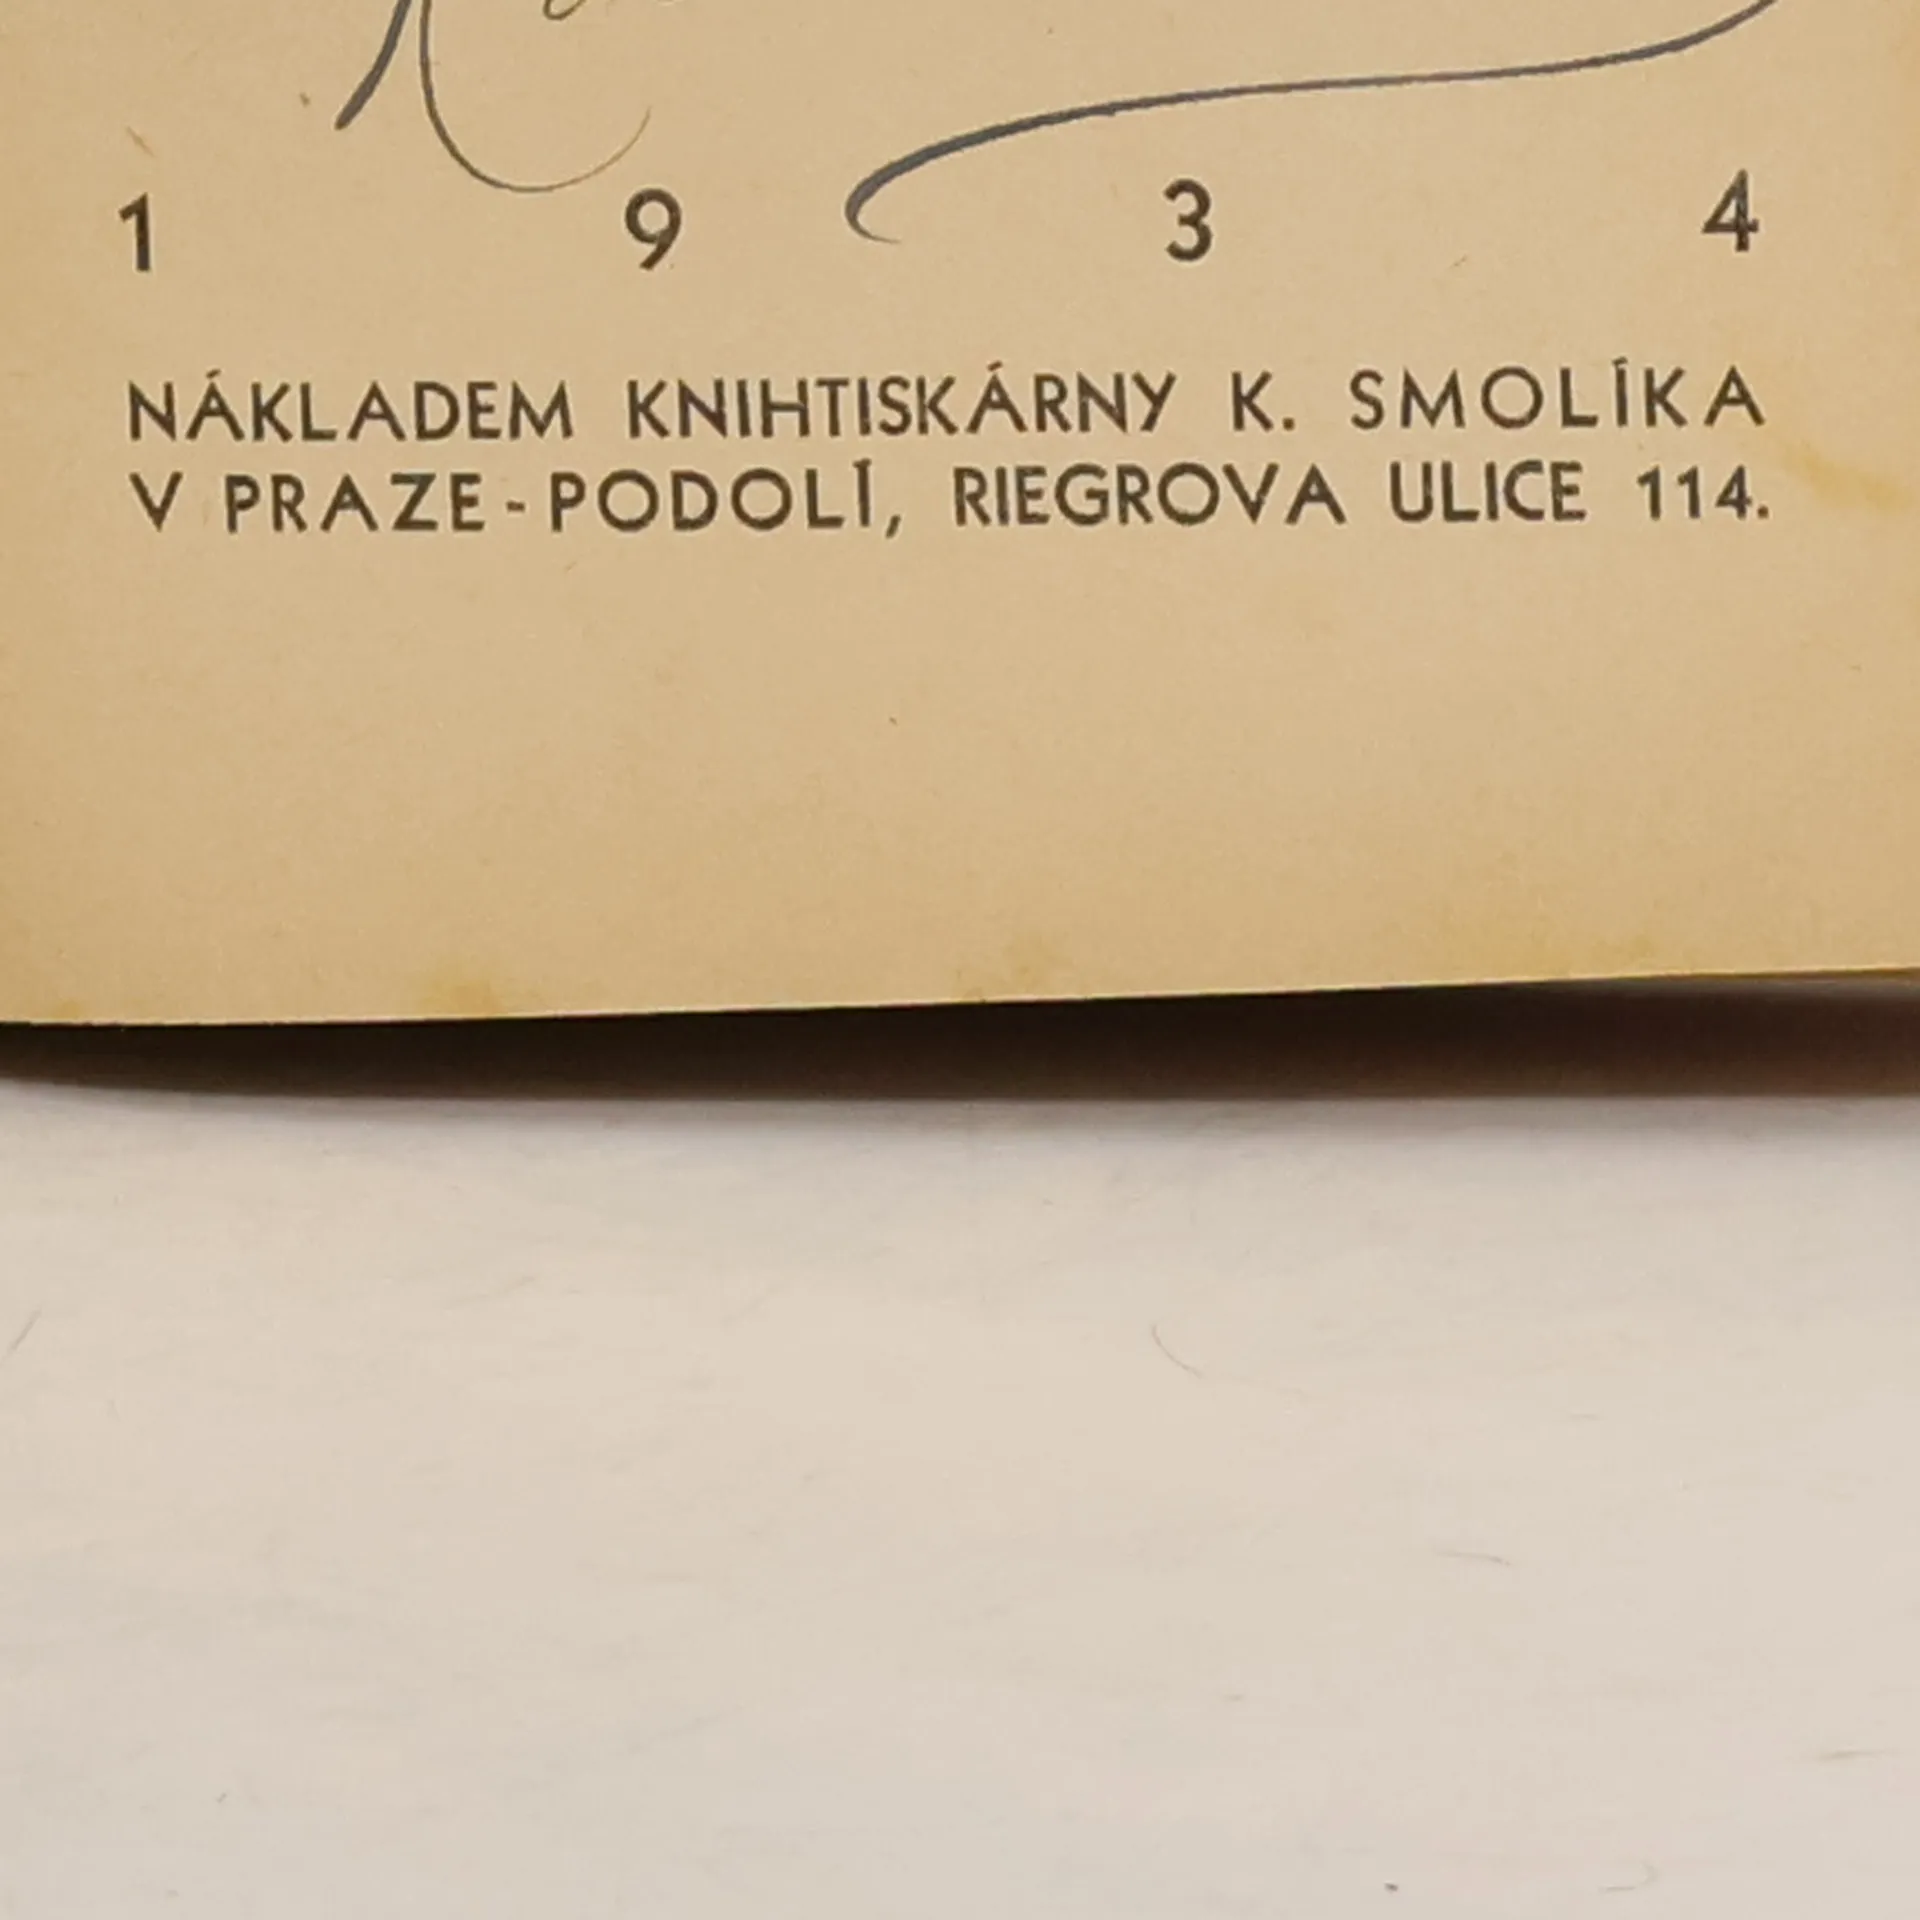 1 9 3 4
NÁKLADEM KNIHTISKÁRNY K. SMOLÍKA
V PRAZE - PODOLÍ, RIEGROVA ULICE 114.